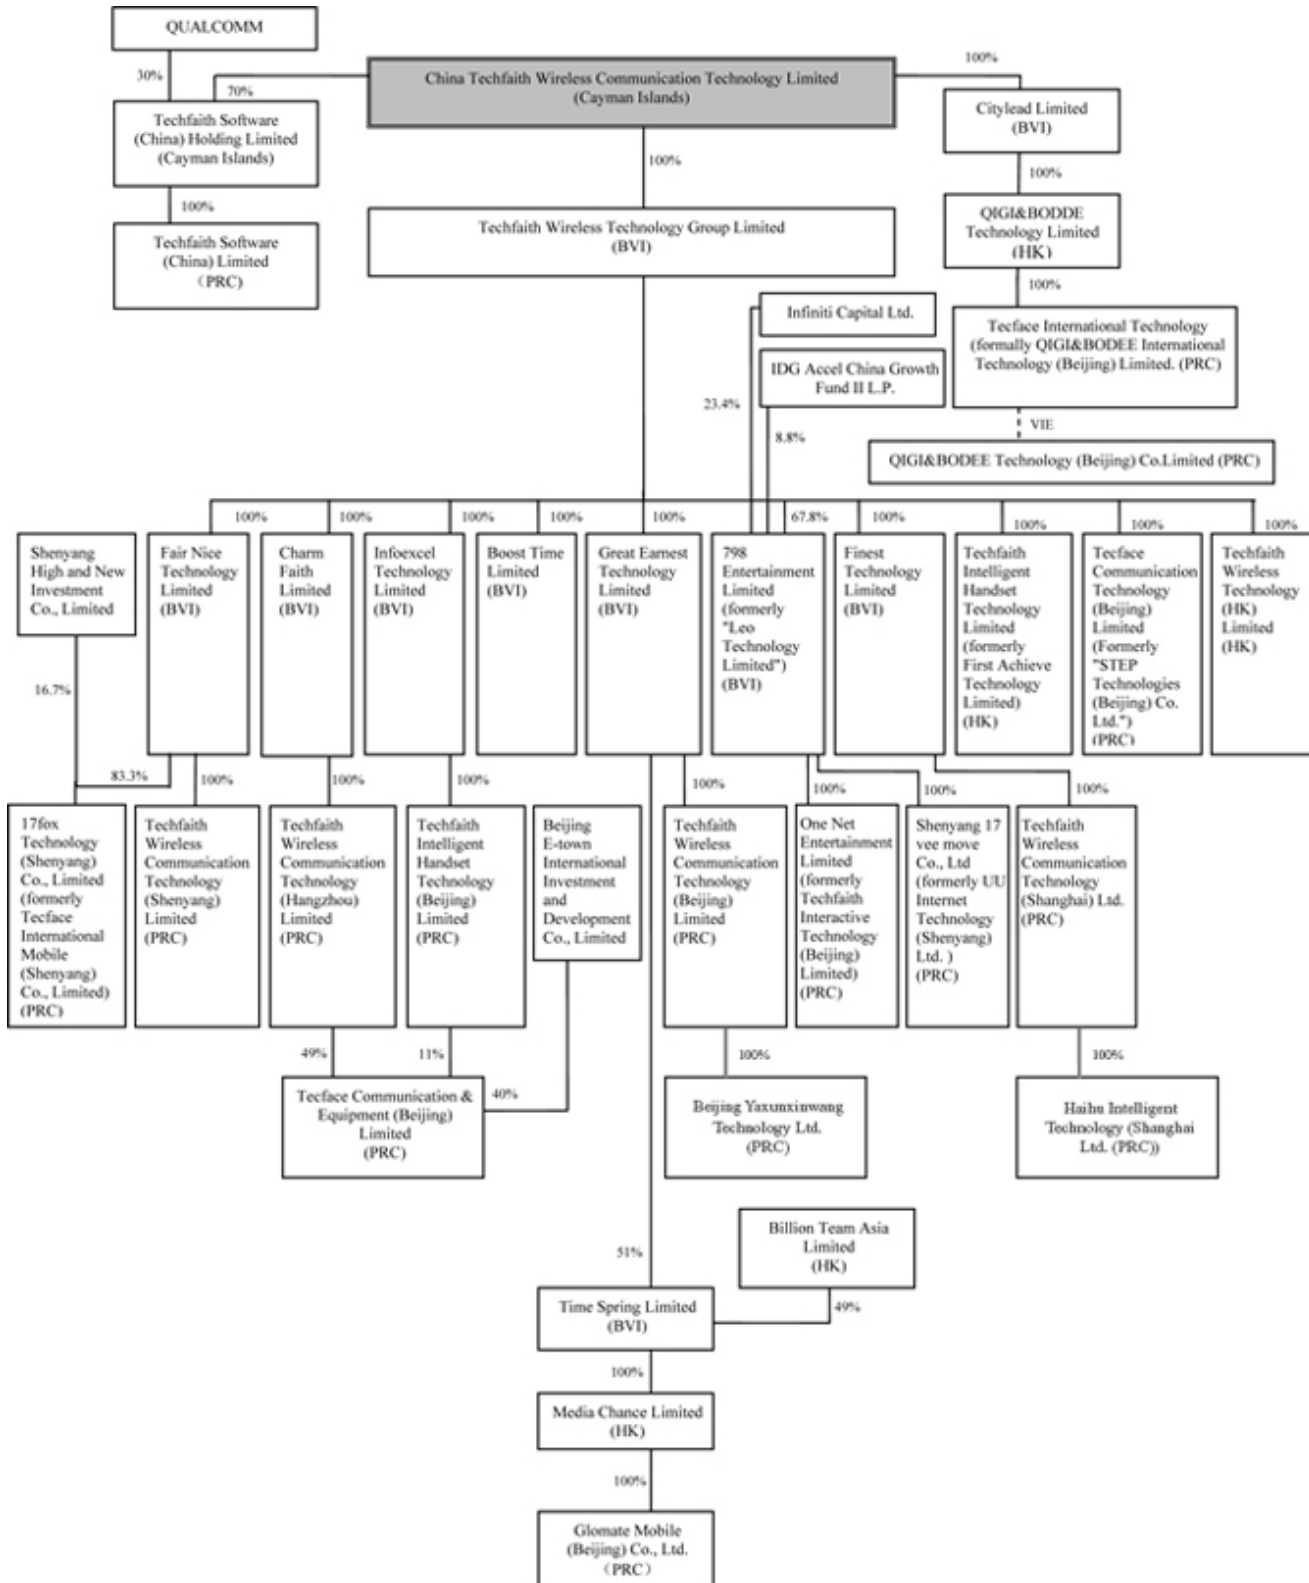 QUALCOMM
30%
70%
China Techfaith Wireless Communication Technology Limited
(Cayman Islands)
100%
Techfaith Software
(China) Holding Limited
(Cayman Islands)
Citylead Limited
(BVI)
100%
100%
100%
Techfaith Software
(China) Limited
(PRC)
Techfaith Wireless Technology Group Limited
(BVI)
QIGI&BODDE
Technology Limited
(HK)
100%
Infiniti Capital Ltd.
IDG Accel China Growth
Fund II L.P.
Tecface International Technology
(formally QIGI&BODEE International
Technology (Beijing) Limited. (PRC)
23.4%
8.8%
VIE
QIGI&BODEE Technology (Beijing) Co.Limited (PRC)
100%
100%
100%
100%
100%
67.8%
100%
100%
100%
100%
Shenyang
High and New
Investment
Co., Limited
Fair Nice
Technology
Limited
(BVI)
Charm
Faith
Limited
(BVI)
Infoexcel
Technology
Limited
(BVI)
Boost Time
Limited
(BVI)
Great Earnest
Technology
Limited
(BVI)
798
Entertainment
Limited
(formerly
"Leo
Technology
Limited")
(BVI)
Finest
Technology
Limited
(BVI)
Techfaith
Intelligent
Handset
Technology
Limited
(formerly
First Achieve
Technology
Limited)
(HK)
Tecface
Communication
Technology
(Beijing)
Limited
(Formerly
"STEP
Technologies
(Beijing) Co.
Ltd.")
(PRC)
Techfaith
Wireless
Technology
(HK)
Limited
(HK)
16.7%
83.3%
100%
100%
100%
100%
100%
100%
100%
17fox
Technology
(Shenyang)
Co., Limited
(formerly
Tecface
International
Mobile
(Shenyang)
Co., Limited)
(PRC)
Techfaith
Wireless
Communication
Technology
(Shenyang)
Limited
(PRC)
Techfaith
Wireless
Communication
Technology
(Hangzhou)
Limited
(PRC)
Techfaith
Intelligent
Handset
Technology
(Beijing)
Limited
(PRC)
Beijing
E-town
International
Investment
and
Development
Co., Limited
Techfaith
Wireless
Communication
Technology
(Beijing)
Limited
(PRC)
One Net
Entertainment
Limited
(formerly
Techfaith
Interactive
Technology
(Beijing)
Limited)
(PRC)
Shenyang 17
vee move
Co., Ltd
(formerly UU
Internet
Technology
(Shenyang)
Ltd. )
(PRC)
Techfaith
Wireless
Communication
Technology
(Shanghai) Ltd.
(PRC)
49%
11%
40%
100%
100%
Tecface Communication &
Equipment (Beijing)
Limited
(PRC)
Beijing Yaxunxinwang
Technology Ltd.
(PRC)
Haihu Intelligent
Technology (Shanghai
Ltd. (PRC))
51%
Billion Team Asia
Limited
(HK)
49%
Time Spring Limited
(BVI)
100%
Media Chance Limited
(HK)
100%
Glomate Mobile
(Beijing) Co., Ltd.
(PRC)